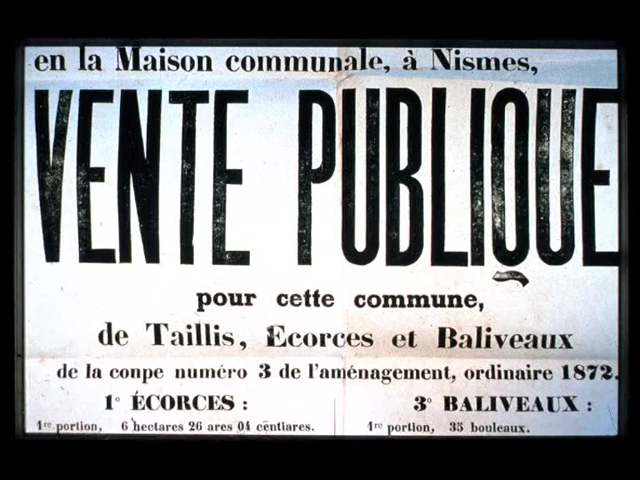 en la Maison communale, à Nismes,
VENTE PUBLIQUE
pour cette commune,
de Taillis, Ecorces et Baliveaux
de la conpe numéro 3 de l'aménagement, ordinaire 1872.
1° ÉCORCES :
1re portion, 6 hectares 26 ares 04 centiares.
3° BALIVEAUX :
1re portion, 35 bouleaux.